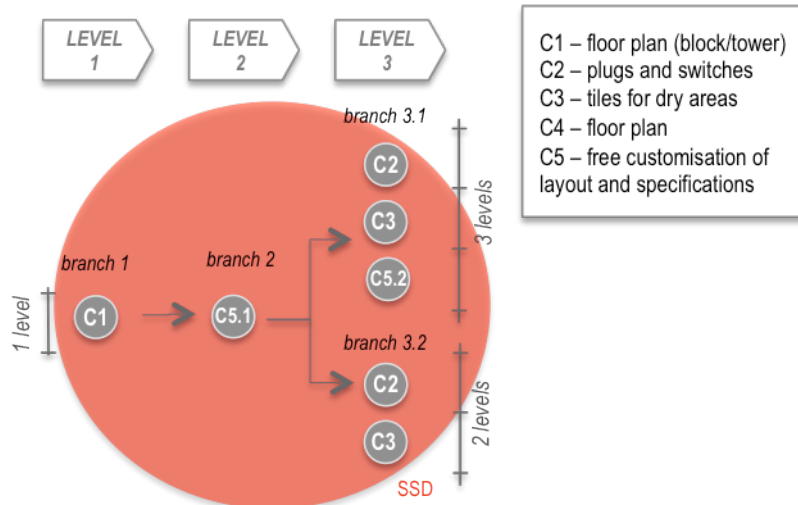 LEVEL
1
LEVEL
2
LEVEL
3
C1 – floor plan (block/tower)
C2 – plugs and switches
C3 – tiles for dry areas
C4 – floor plan
C5 – free customisation of
layout and specifications
branch 3.1
C2
C3
C5.2
3 levels
branch 1
C1
1 level
branch 2
C5.1
branch 3.2
C2
C3
2 levels
SSD